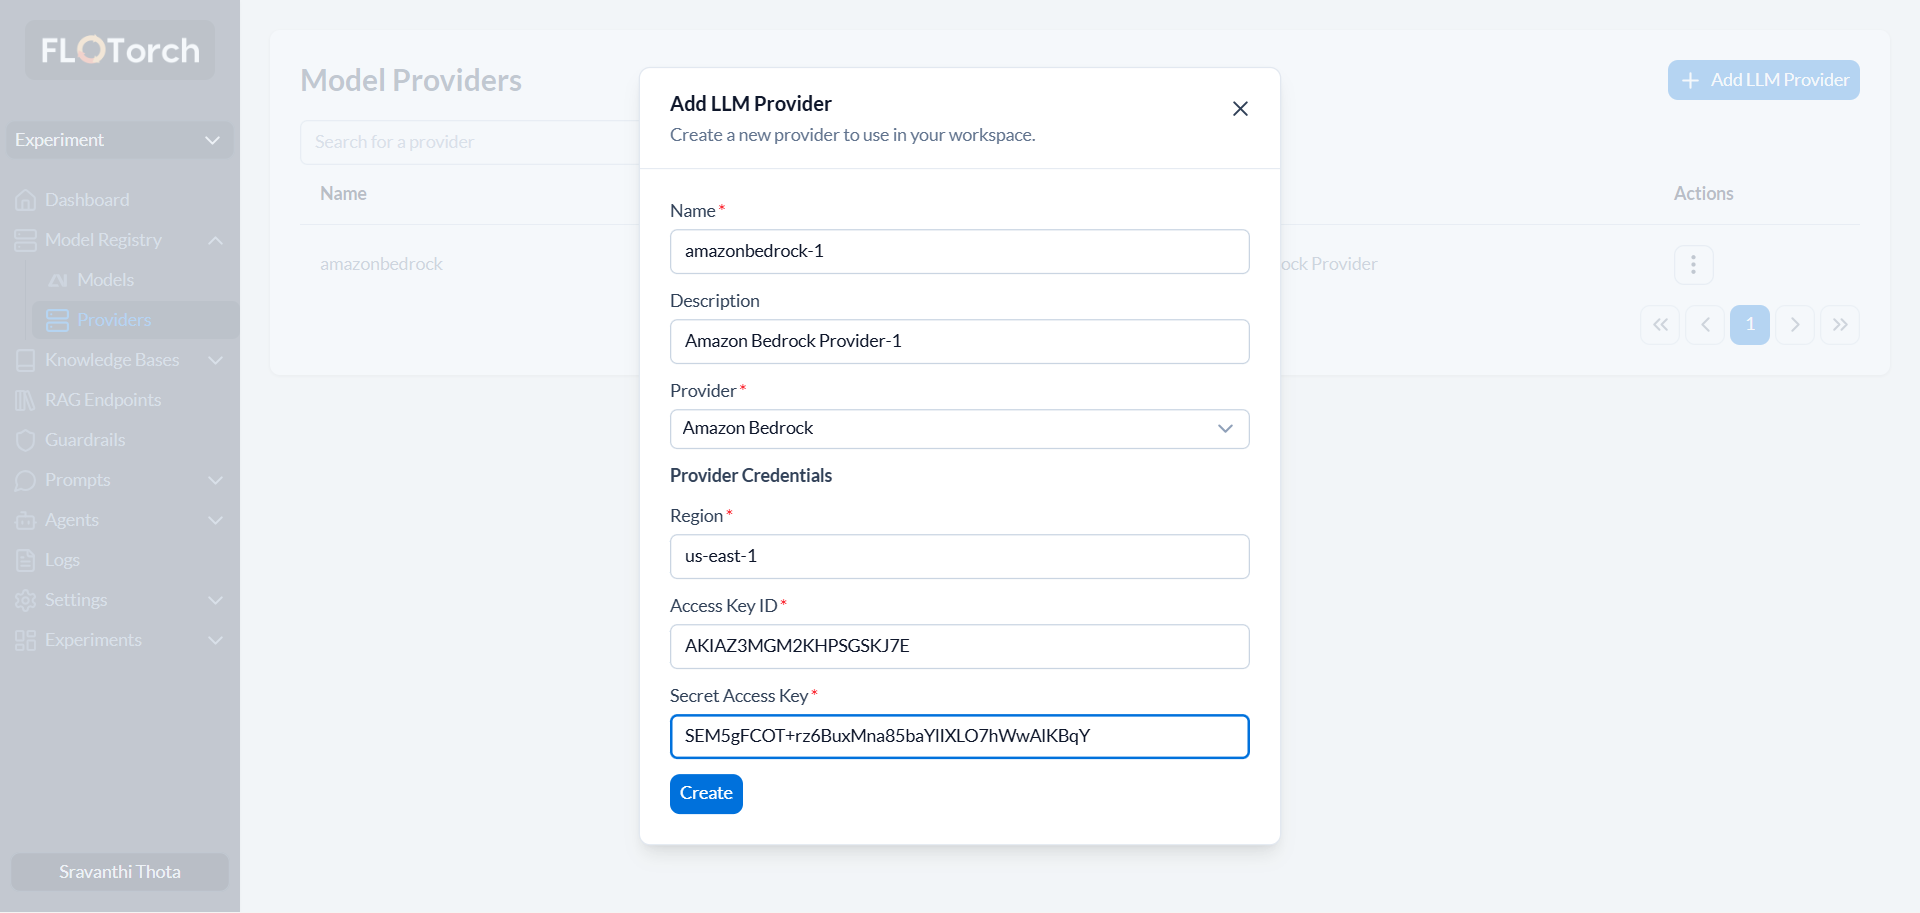 FLOTorch
Experiment
Dashboard
Model Registry
Models
Providers
Knowledge Bases
RAG Endpoints
Guardrails
Prompts
Agents
Logs
Settings
Experiments
Sravanthi Thota
Model Providers
Add LLM Provider
Search for a provider
Name
Actions
amazonbedrock
ock Provider
1
Add LLM Provider
Create a new provider to use in your workspace.
Name*
amazonbedrock-1
Description
Amazon Bedrock Provider-1
Provider*
Amazon Bedrock
Provider Credentials
Region*
us-east-1
Access Key ID*
AKIAZ3MGM2KHPSGSKJ7E
Secret Access Key*
Create